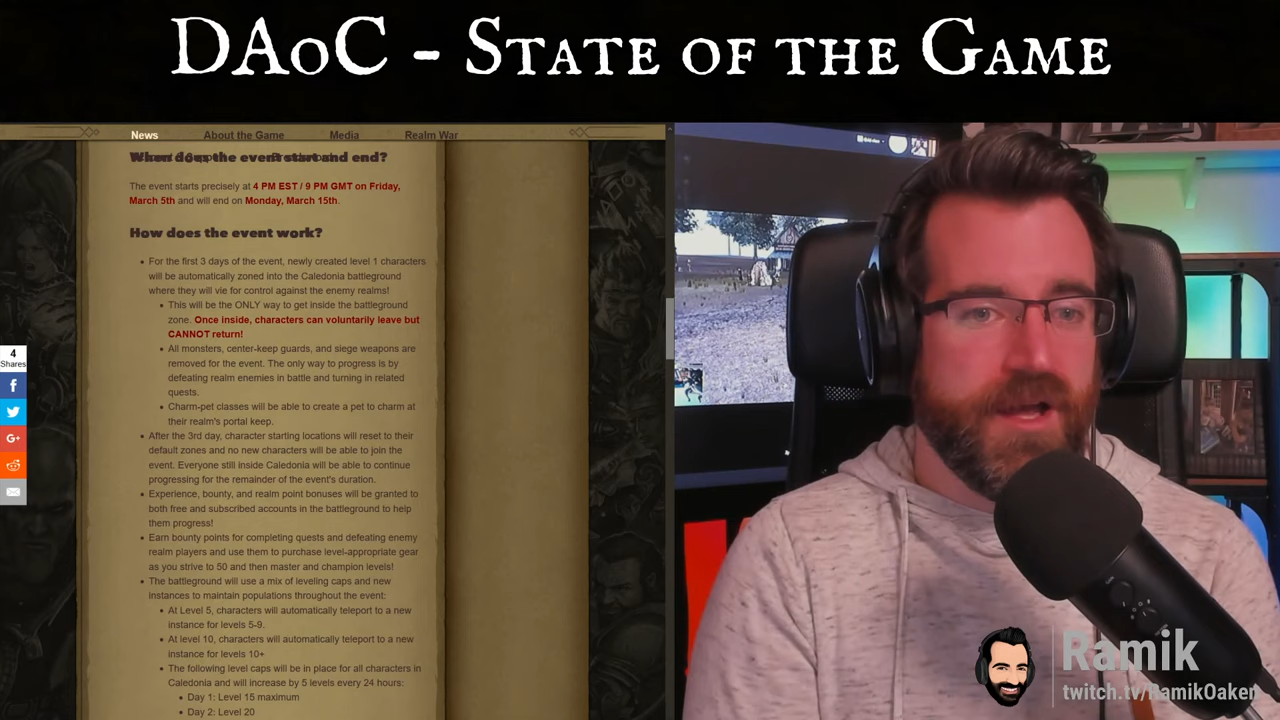 DAoC - State of the Game
News About the Game Media Realm War
When does the event start and end?
The event starts precisely at 4 PM EST / 9 PM GMT on Friday,
March 5th and will end on Monday, March 15th.
How does the event work?
• For the first 3 days of the event, newly created level 1 characters
will be automatically zoned into the Caledonia battleground
where they will vie for control against the enemy realms!
• This will be the ONLY way to get inside the battleground
zone. Once inside, characters can voluntarily leave but
CANNOT return!
• All monsters, center-keep guards, and siege weapons are
removed for the event. The only way to progress is by
defeating realm enemies in battle and turning in related
quests.
• Charm-pet classes will be able to create a pet to charm at
their realm's portal keep.
• After the 3rd day, character starting locations will reset to their
default zones and no new characters will be able to join the
event. Everyone still inside Caledonia will be able to continue
progressing for the remainder of the event's duration.
• Experience, bounty, and realm point bonuses will be granted to
both free and subscribed accounts in the battleground to help
them progress!
• Earn bounty points for completing quests and defeating enemy
realm players and use them to purchase level-appropriate gear
as you strive to 50 and then master and champion levels!
• The battleground will use a mix of leveling caps and new
instances to maintain populations throughout the event:
• At Level 5, characters will automatically teleport to a new
instance for levels 5-9.
• At level 10, characters will automatically teleport to a new
instance for levels 10+
• The following level caps will be in place for all characters in
Caledonia and will increase by 5 levels every 24 hours:
• Day 1: Level 15 maximum
• Day 2: Level 20
4
Shares
Ramik
twitch.tv/RamikOaken